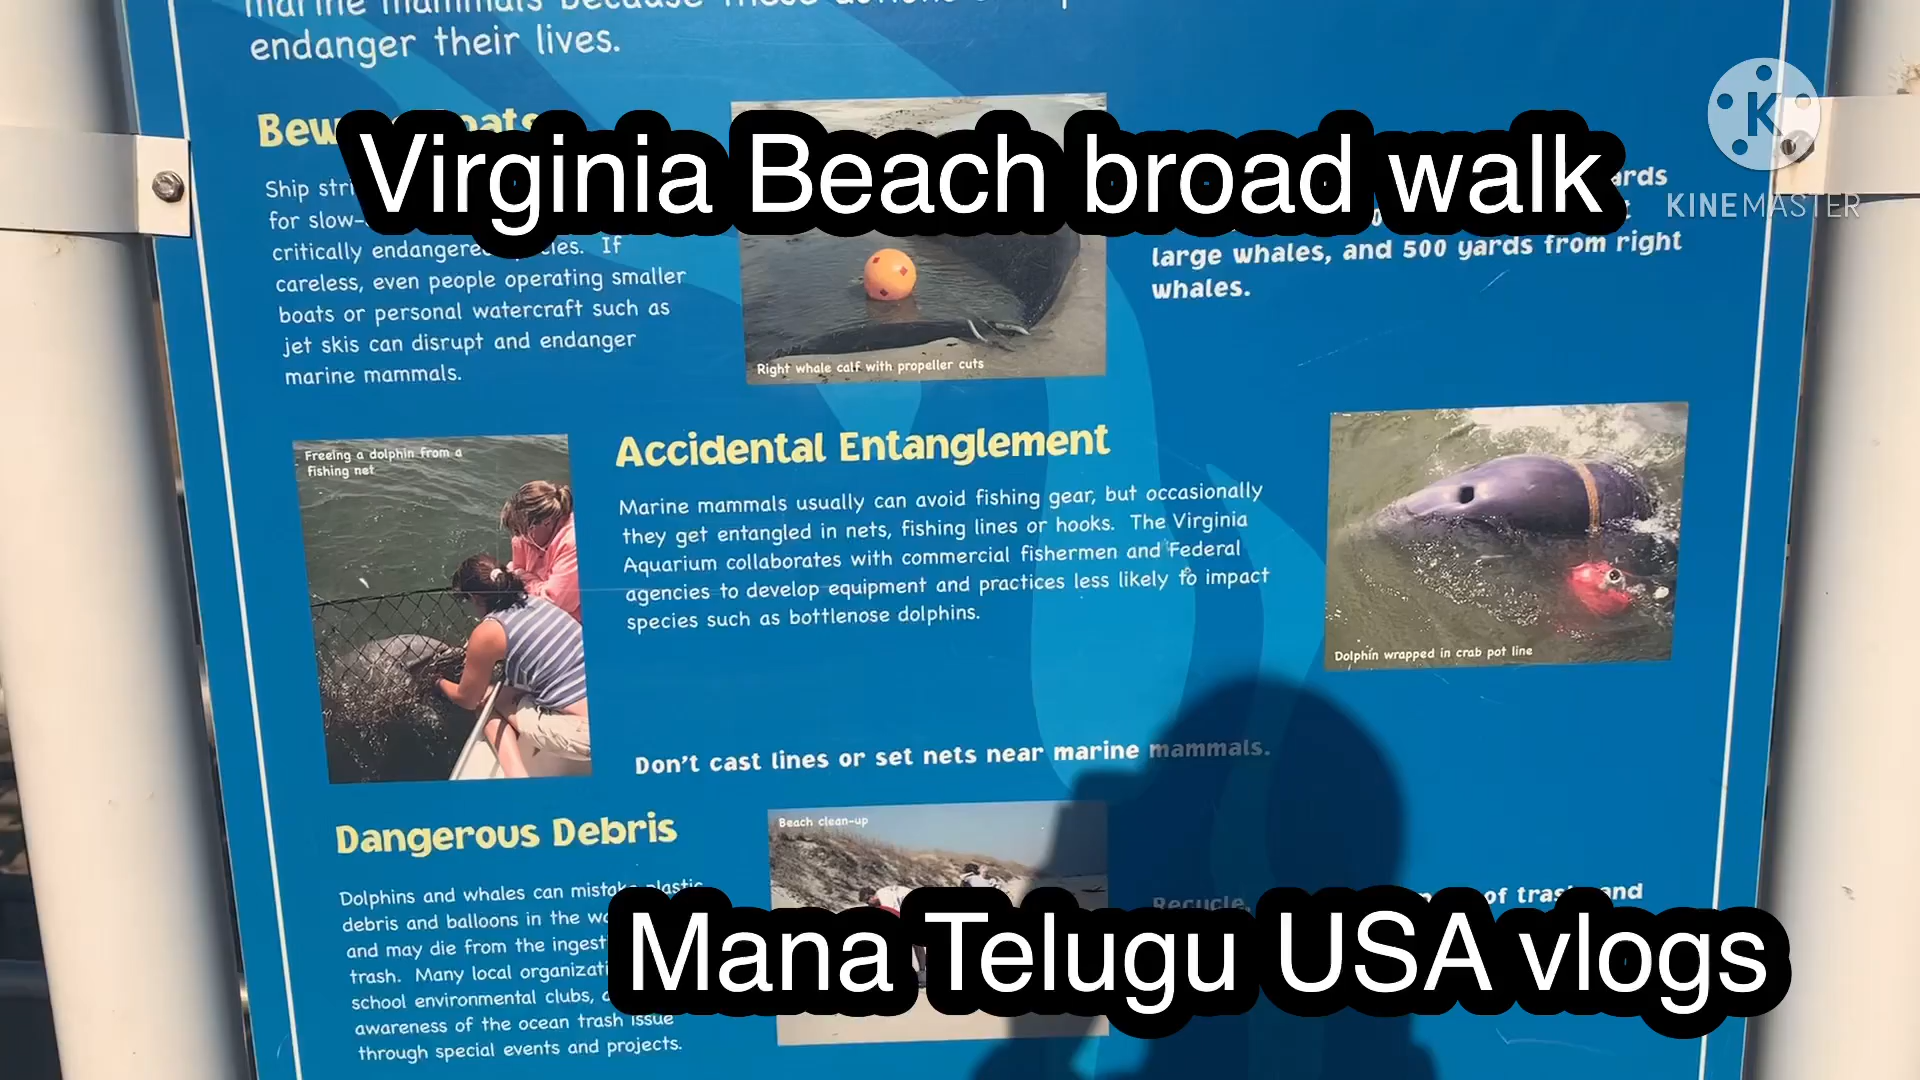 endanger their lives.
Virginia Beach broad walk
KINEMASTER
Ship
for slow-
critically endangered If
careless, even people operating smaller
boats or personal watercraft such as
jet skis can disrupt and endanger
marine mammals.
Right whale calf with propeller cuts
large whales, and 500 yards from right
whales.
Freeing a dolphin from a
fishing net
Accidental Entanglement
Marine mammals usually can avoid fishing gear, but occasionally
they get entangled in nets, fishing lines or hooks. The Virginia
Aquarium collaborates with commercial fishermen and Federal
agencies to develop equipment and practices less likely to impact
species such as bottlenose dolphins.
Don't cast lines or set nets near marine mammals.
Dolphin wrapped in crab pot line
Dangerous Debris
Dolphins and whales can mistake plastic
debris and balloons in the
and may die from the
trash. Many local
school environmental clubs,
awareness of the ocean trash issue
through special events and projects.
Beach clean-up
Recycle,
of trash and
Mana Telugu USA vlogs